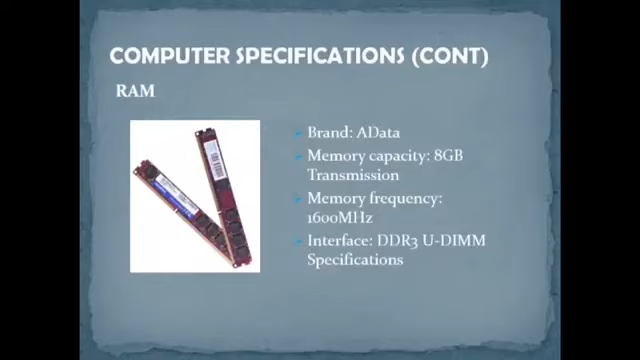 COMPUTER SPECIFICATIONS (CONT)
RAM
Brand: AData
Memory capacity: 8GB
Transmission
Memory frequency:
1600MHz
Interface: DDR3 U-DIMM
Specifications